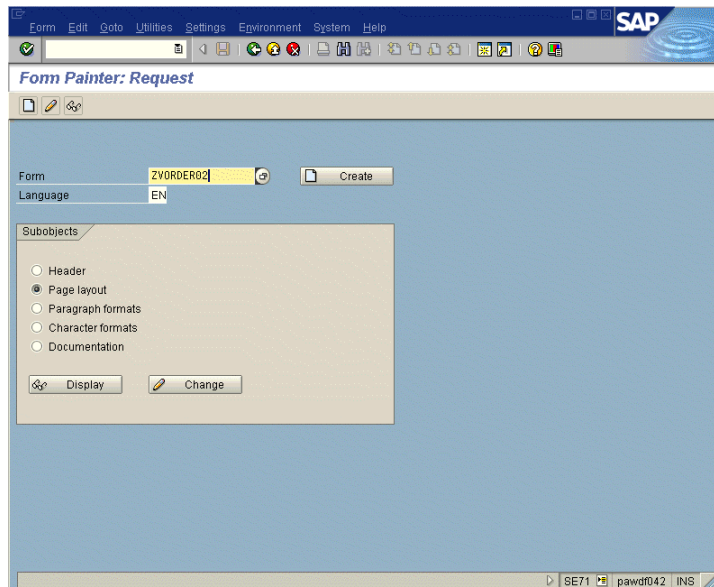 Form Edit Goto Utilities Settings Environment System Help
SAP
Form Painter: Request
Form ZVORDER02 Create
Language EN
Subobjects
Header
Page layout
Paragraph formats
Character formats
Documentation
Display Change
SE71 pawdf042 INS